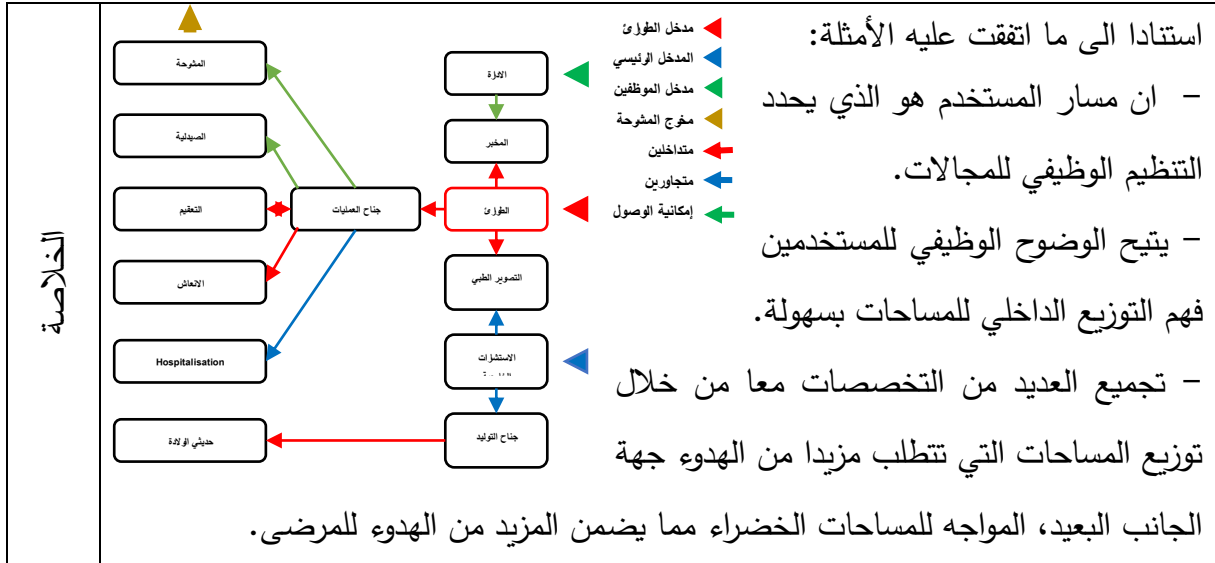 الخلاصة
استنادا الى ما اتفقت عليه الأمثلة:
- ان مسار المستخدم هو الذي يحدد
التنظيم الوظيفي للمجالات.
- يتيح الوضوح الوظيفي للمستخدمين
فهم التوزيع الداخلي للمساحات بسهولة.
- تجميع العديد من التخصصات معا من خلال
توزيع المساحات التي تتطلب مزيدا من الهدوء جهة
الجانب البعيد، المواجه للمساحات الخضراء مما يضمن المزيد من الهدوء للمرضى.
مدخل الطوارئ
المدخل الرئيسي
مدخل الموظفين
مخرج المشرحة
متداخلين
متجاورين
إمكانية الوصول
الادارة
المخبر
الطوارئ
التصوير الطبي
الاستشارات
جناح التوليد
جناح العمليات
المشرحة
الصيدلية
التعقيم
الانعاش
Hospitalisation
حديثي الولادة